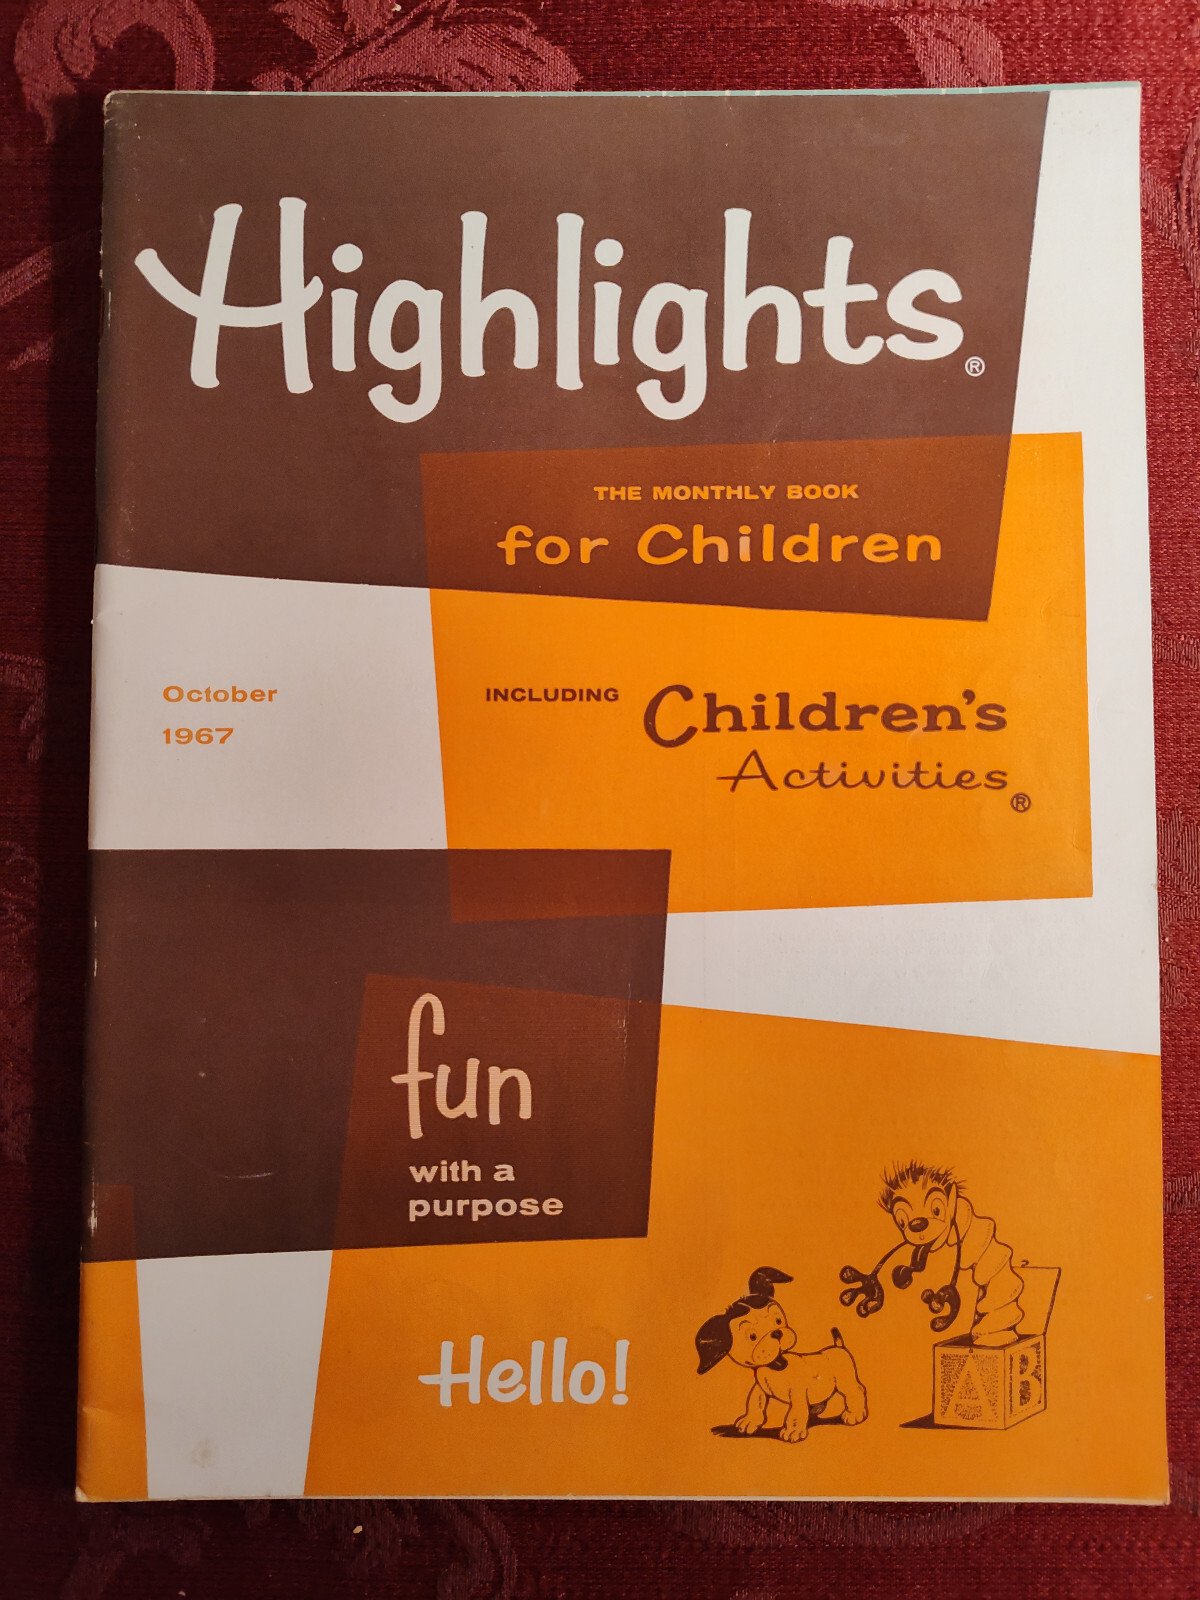 Highlights®
THE MONTHLY BOOK
for Children
October
1967
INCLUDING Children's
Activities®
fun
with a
purpose
Hello!
A B